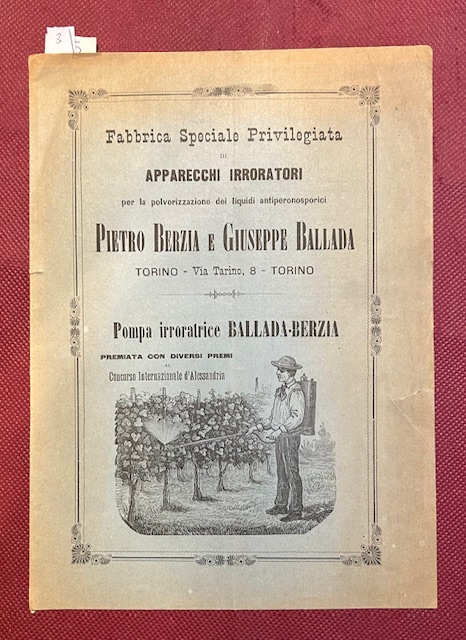 3/5
Fabbrica Speciale Privilegiata
DI
APPARECCHI IRRORATORI
per la polverizzazione dei liquidi antiperonosporici
PIETRO BERZIA E GIUSEPPE BALLADA
TORINO - Via Tarino, 8 - TORINO
Pompa irroratrice BALLADA-BERZIA
PREMIATA CON DIVERSI PREMI
AL
Concorso Internazionale d'Alessandria